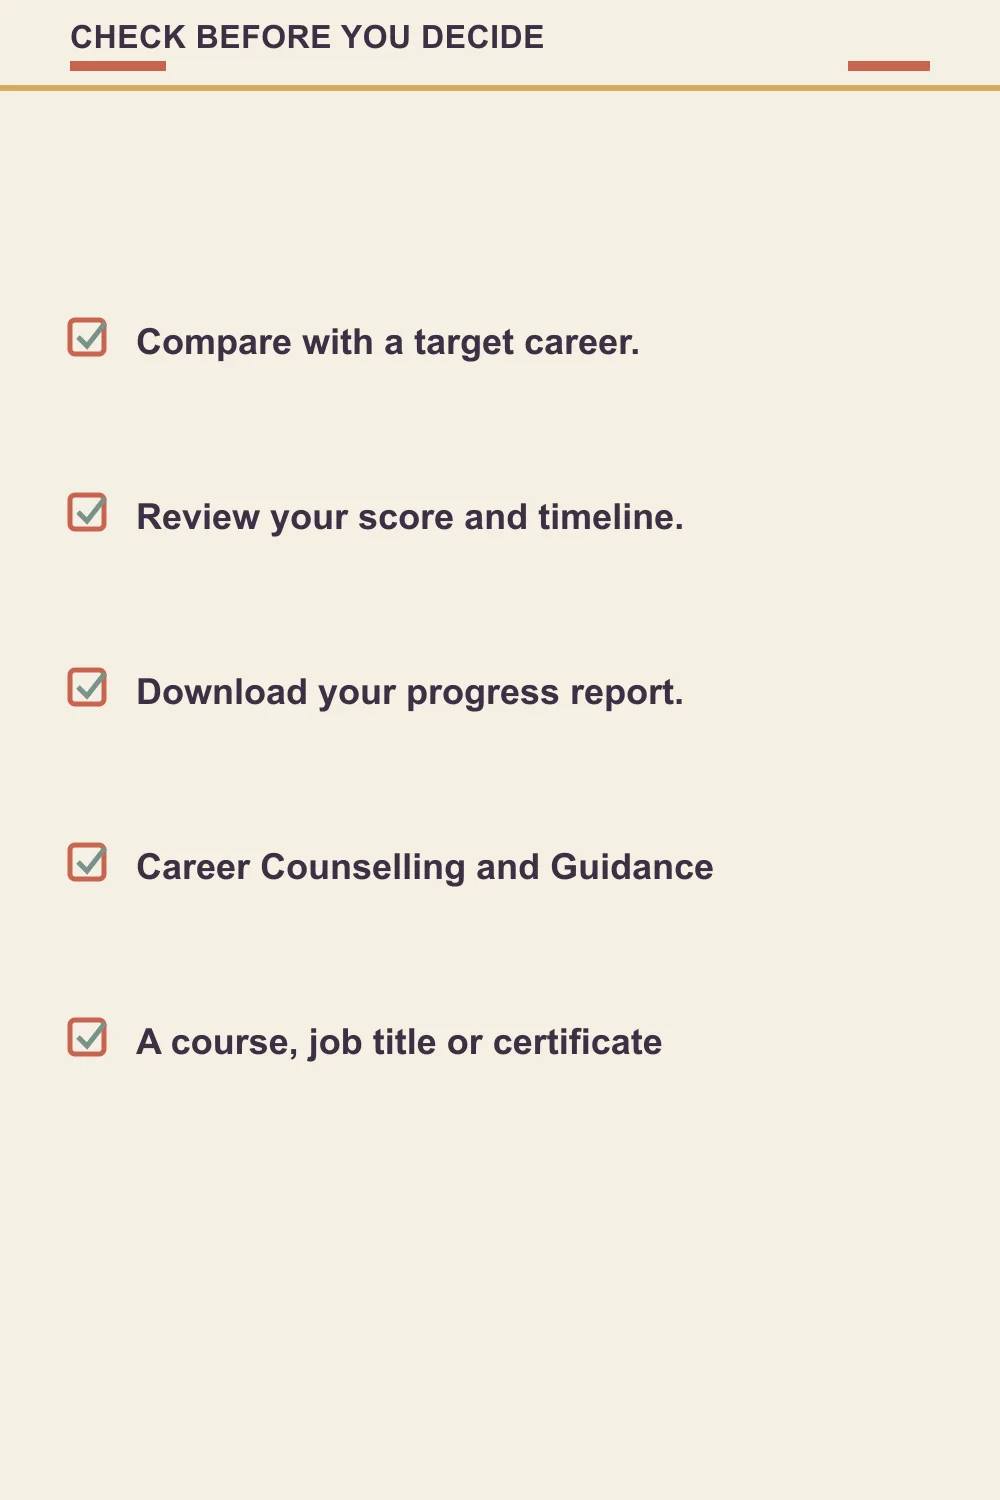 CHECK BEFORE YOU DECIDE
Compare with a target career.
Review your score and timeline.
Download your progress report.
Career Counselling and Guidance
A course, job title or certificate